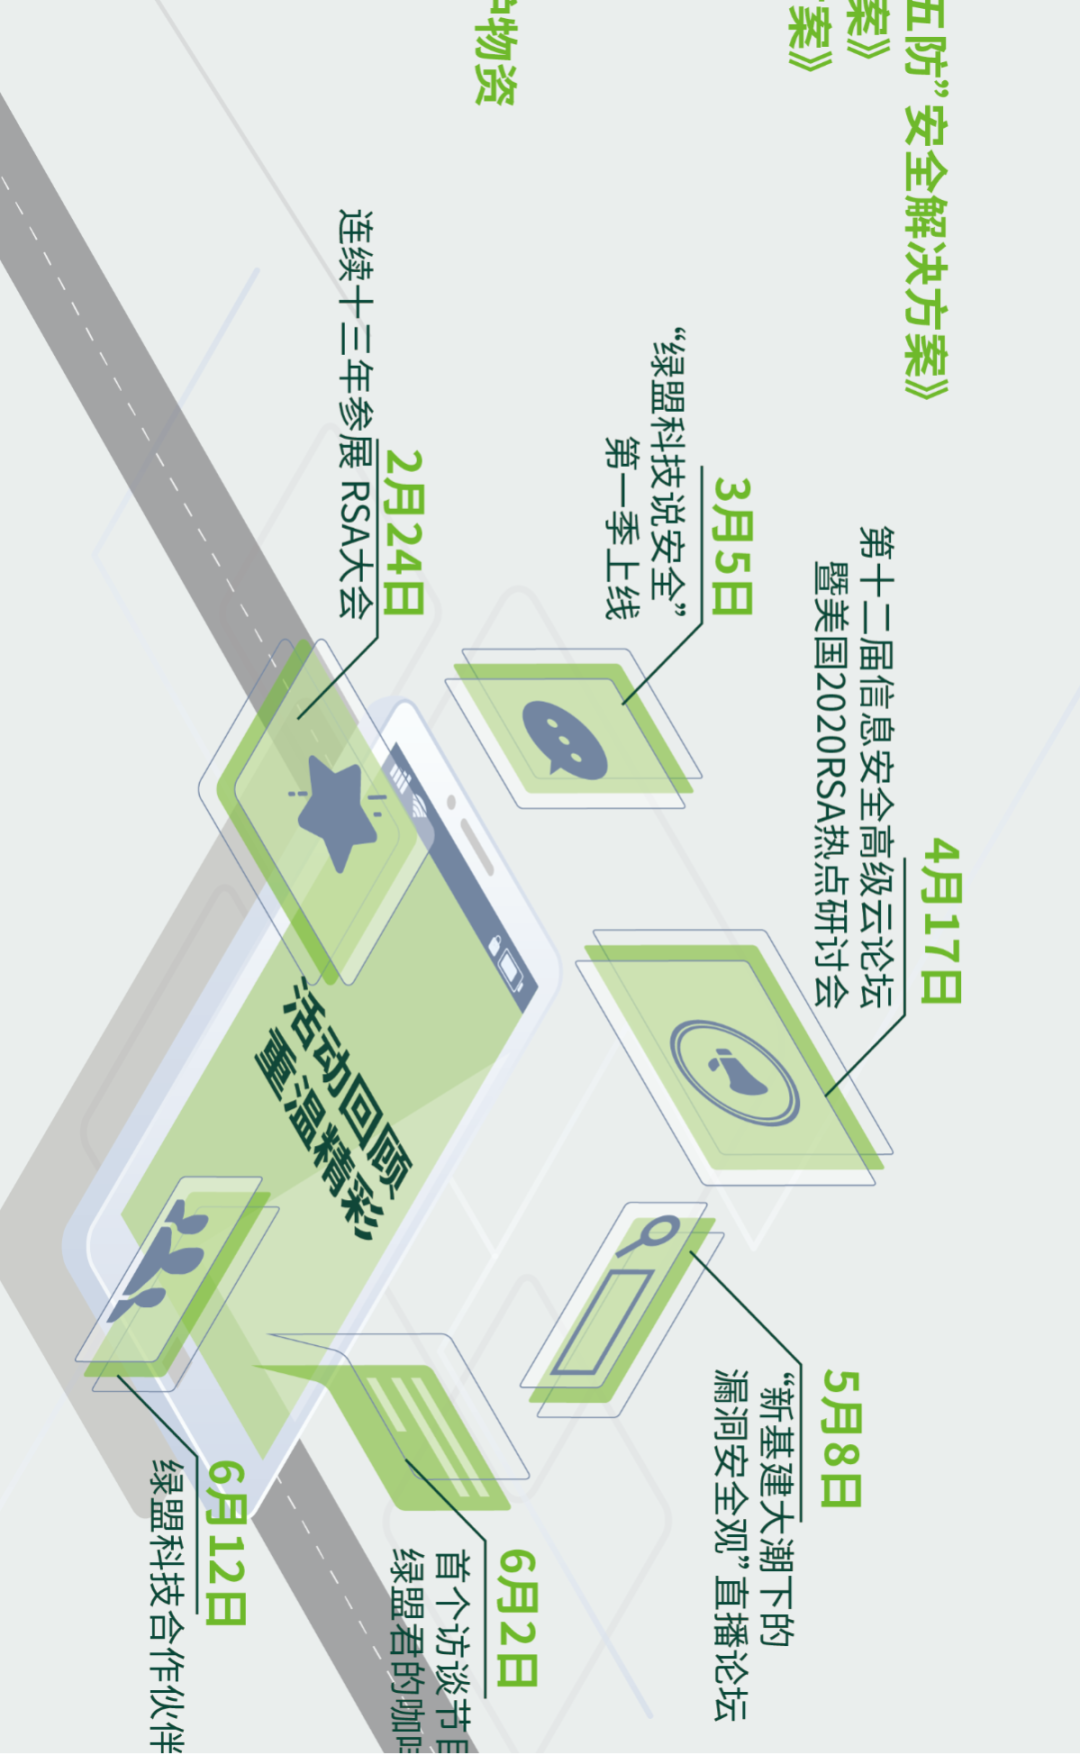 五防”安全解决方案》
案》
案》
户物资
4月17日
第十二届信息安全高级云论坛
暨美国2020RSA热点研讨会
3月5日
“绿盟科技说安全”
第一季上线
2月24日
连续十三年参展 RSA大会
活动回顾
重温精彩
5月8日
“新基建大潮下的
漏洞安全观”直播论坛
6月2日
首个访谈节目
绿盟君的咖啡
6月12日
绿盟科技合作伙伴